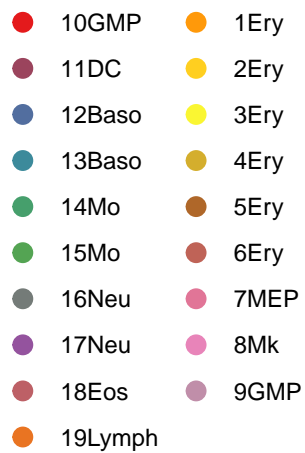 10GMP 1Ery
11DC 2Ery
12Baso 3Ery
13Baso 4Ery
14Mo 5Ery
15Mo 6Ery
16Neu 7MEP
17Neu 8Mk
18Eos 9GMP
19Lymph